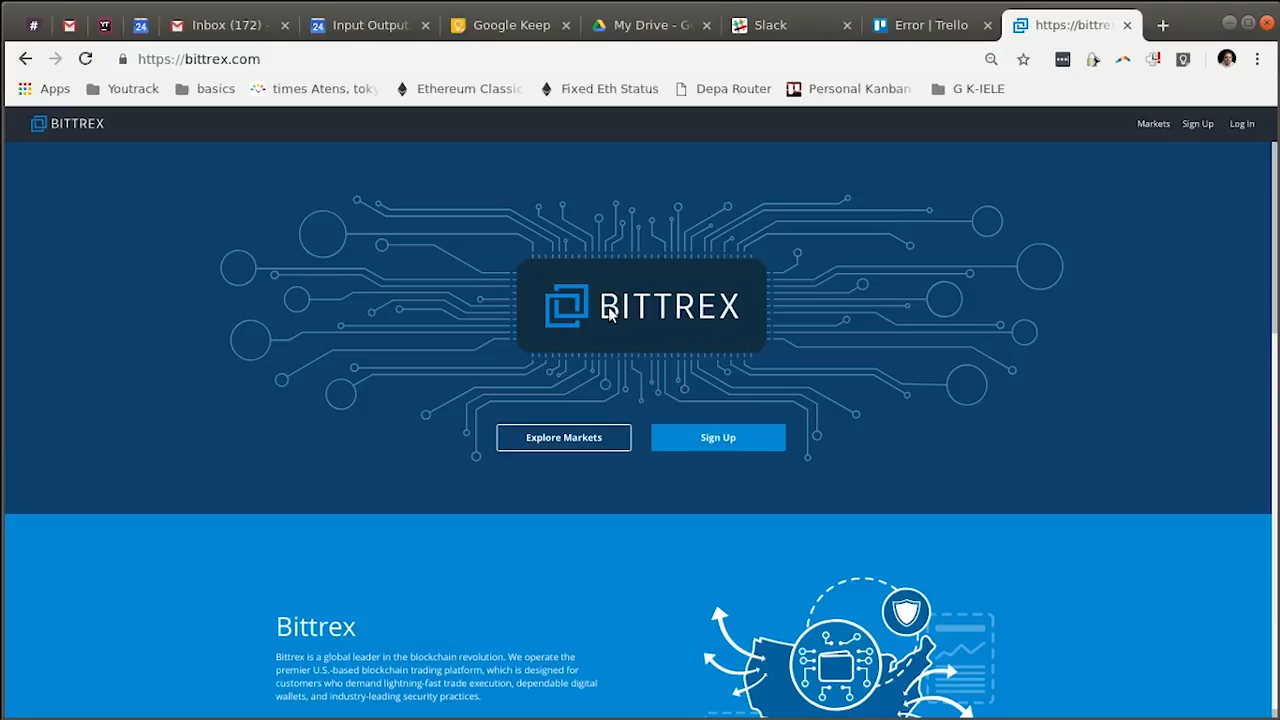 Inbox (172) -
Input Output
Google Keep
My Drive - G
Slack
Error | Trello
https://bittrex
https://bittrex.com
Apps
Youtrack
basics
times Atens, toky
Ethereum Classic
Fixed Eth Status
Depa Router
Personal Kanban
G K-IELE
BITTREX
Markets
Sign Up
Log In
BITTREX
Explore Markets
Sign Up
Bittrex
Bittrex is a global leader in the blockchain revolution. We operate the
premier U.S.-based blockchain trading platform, which is designed for
customers who demand lightning-fast trade execution, dependable digital
wallets, and industry-leading security practices.